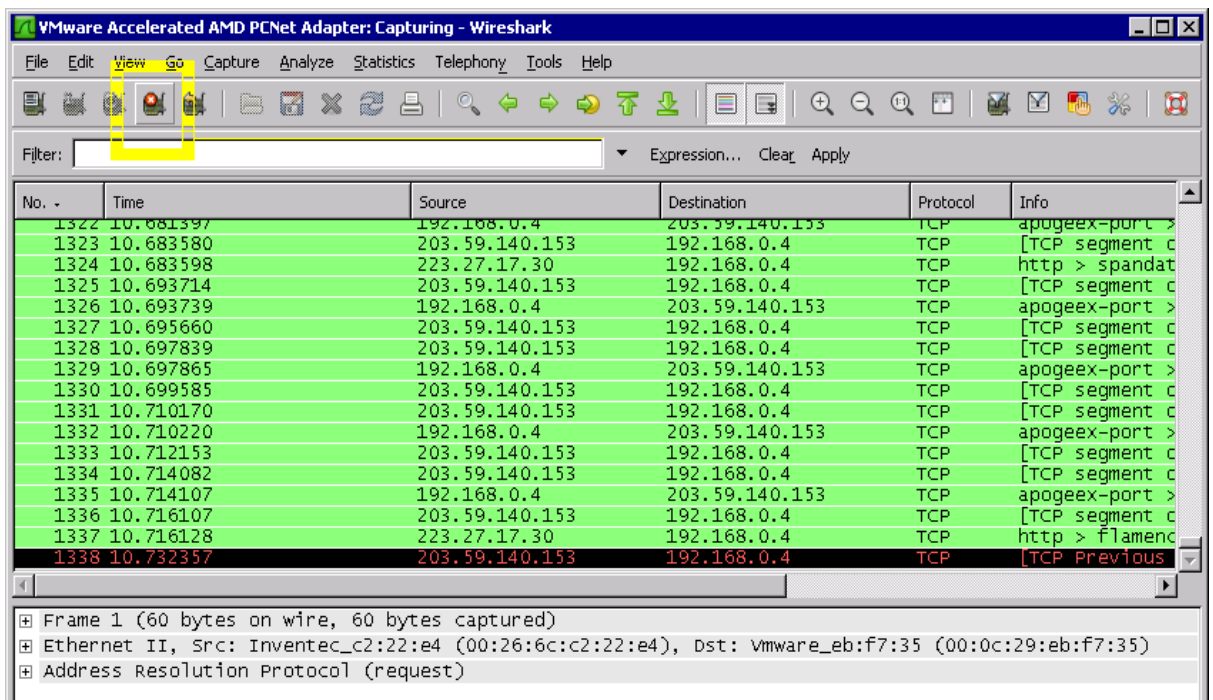 VMware Accelerated AMD PCNet Adapter: Capturing - Wireshark
File Edit View Go Capture Analyze Statistics Telephony Tools Help
Filter: Expression... Clear Apply
No. Time Source Destination Protocol Info
1322 10.681397 192.168.0.4 203.59.140.153 TCP apogeex-port >
1323 10.683580 203.59.140.153 192.168.0.4 TCP [TCP segment o
1324 10.683598 223.27.17.30 192.168.0.4 TCP http > spandat
1325 10.693714 203.59.140.153 192.168.0.4 TCP [TCP segment o
1326 10.693739 192.168.0.4 203.59.140.153 TCP apogeex-port >
1327 10.695660 203.59.140.153 192.168.0.4 TCP [TCP segment o
1328 10.697839 203.59.140.153 192.168.0.4 TCP [TCP segment o
1329 10.697865 192.168.0.4 203.59.140.153 TCP apogeex-port >
1330 10.699585 203.59.140.153 192.168.0.4 TCP [TCP segment o
1331 10.710170 203.59.140.153 192.168.0.4 TCP [TCP segment o
1332 10.710220 192.168.0.4 203.59.140.153 TCP apogeex-port >
1333 10.712153 203.59.140.153 192.168.0.4 TCP [TCP segment o
1334 10.714082 203.59.140.153 192.168.0.4 TCP [TCP segment o
1335 10.714107 192.168.0.4 203.59.140.153 TCP apogeex-port >
1336 10.716107 203.59.140.153 192.168.0.4 TCP [TCP segment o
1337 10.716128 223.27.17.30 192.168.0.4 TCP http > flamenc
1338 10.732357 203.59.140.153 192.168.0.4 TCP [TCP Previous
Frame 1 (60 bytes on wire, 60 bytes captured)
Ethernet II, Src: Inventec_c2:22:e4 (00:26:6c:c2:22:e4), Dst: Vmware_eb:f7:35 (00:0c:29:eb:f7:35)
Address Resolution Protocol (request)